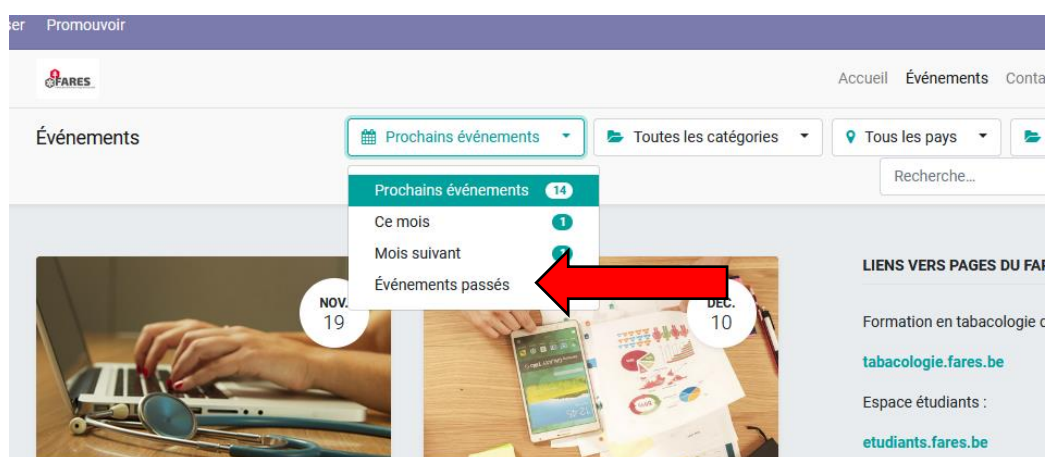 Promouvoir
FARES
Accueil Événements
Événements
Prochains événements
Toutes les catégories
Tous les pays
Recherche...
Prochains événements 14
Ce mois 1
Mois suivant
Événements passés
NOV.
19
DÉC.
10
LIENS VERS PAGES DU
Formation en tabacologie
tabacologie.fares.be
Espace étudiants :
etudiants.fares.be